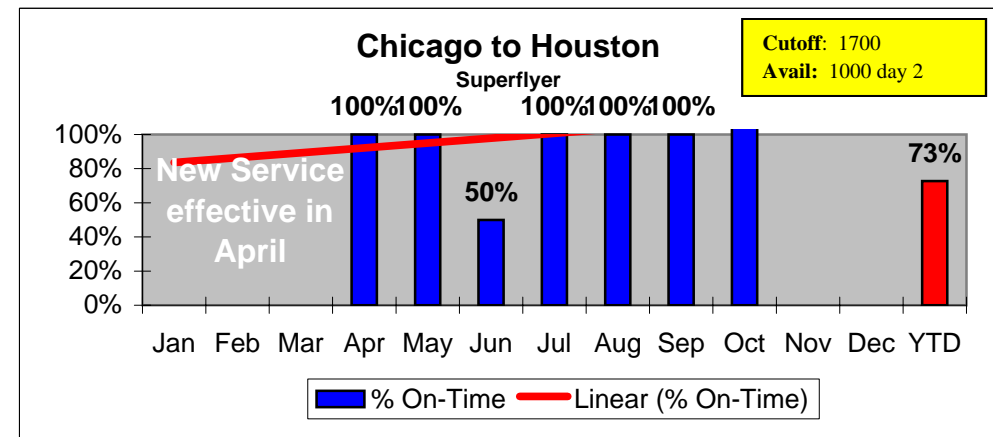 Chicago to Houston
Superflyer
Cutoff: 1700
Avail: 1000 day 2
100% 100% 100% 100% 100%
100%
80%
60%
40%
20%
0%
New Service
effective in
April
50%
73%
Jan Feb Mar Apr May Jun Jul Aug Sep Oct Nov Dec YTD
% On-Time Linear (% On-Time)